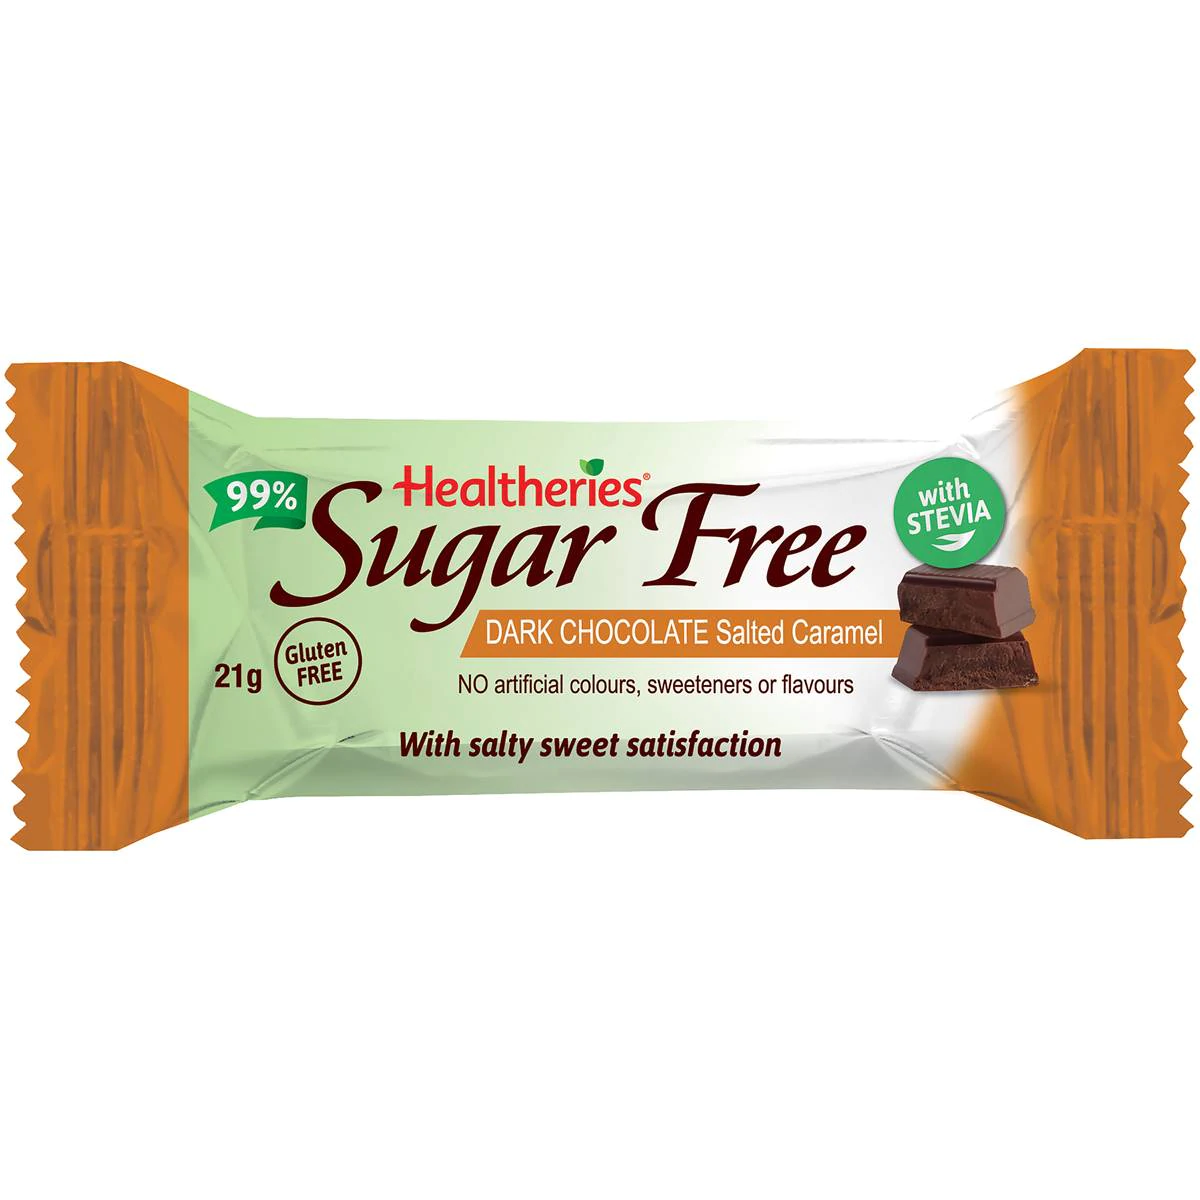 Healtheries®
99%
Sugar Free
with
STEVIA
DARK CHOCOLATE Salted Caramel
21g
Gluten
FREE
NO artificial colours, sweeteners or flavours
With salty sweet satisfaction